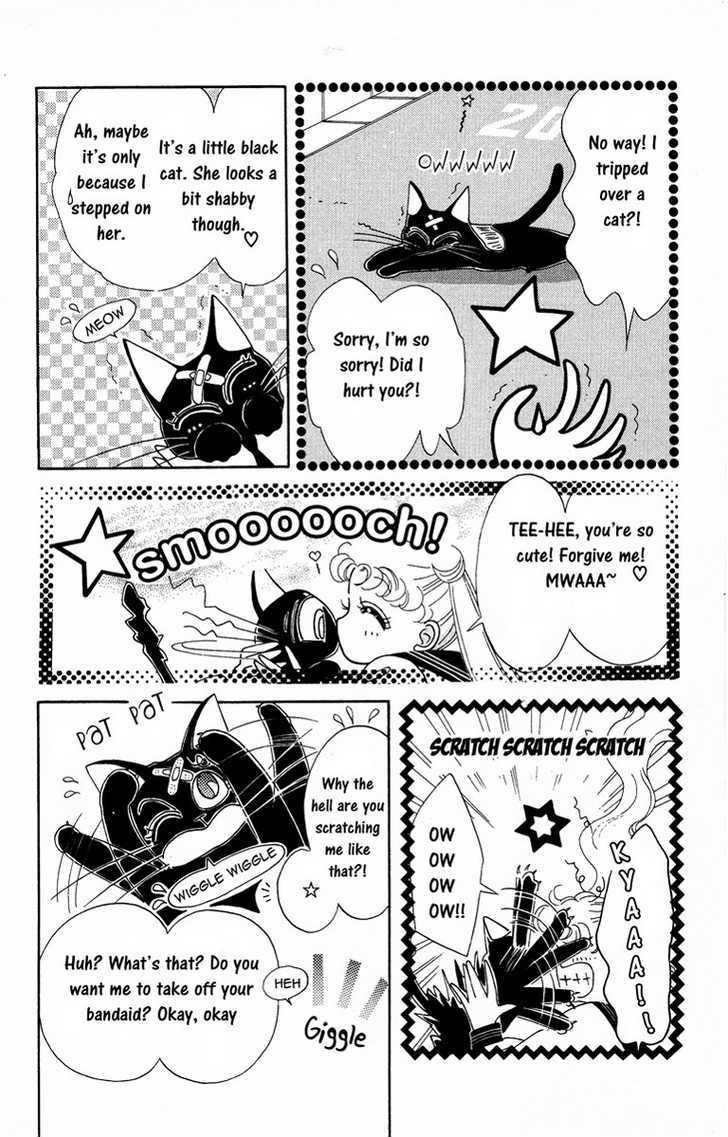 No way! I
tripped
over a
cat?!
20
OWWWWW
Sorry, I'm so
sorry! Did I
hurt you?!
It's a little black
cat. She looks a
bit shabby
though.♡
Ah, maybe
it's only
because I
stepped on
her.
MEOW
TEE-HEE, you're so
cute! Forgive me!
MWAAA~ ♡
smooooooch!
SCRATCH SCRATCH SCRATCH
KYAAA!!
OW
OW
OW
OW!!
PAT PAT
Why the
hell are you
scratching
me like
that?!
☆
WIGGLE WIGGLE
Huh? What's that? Do you
want me to take off your
bandaid? Okay, okay
HEH
Giggle